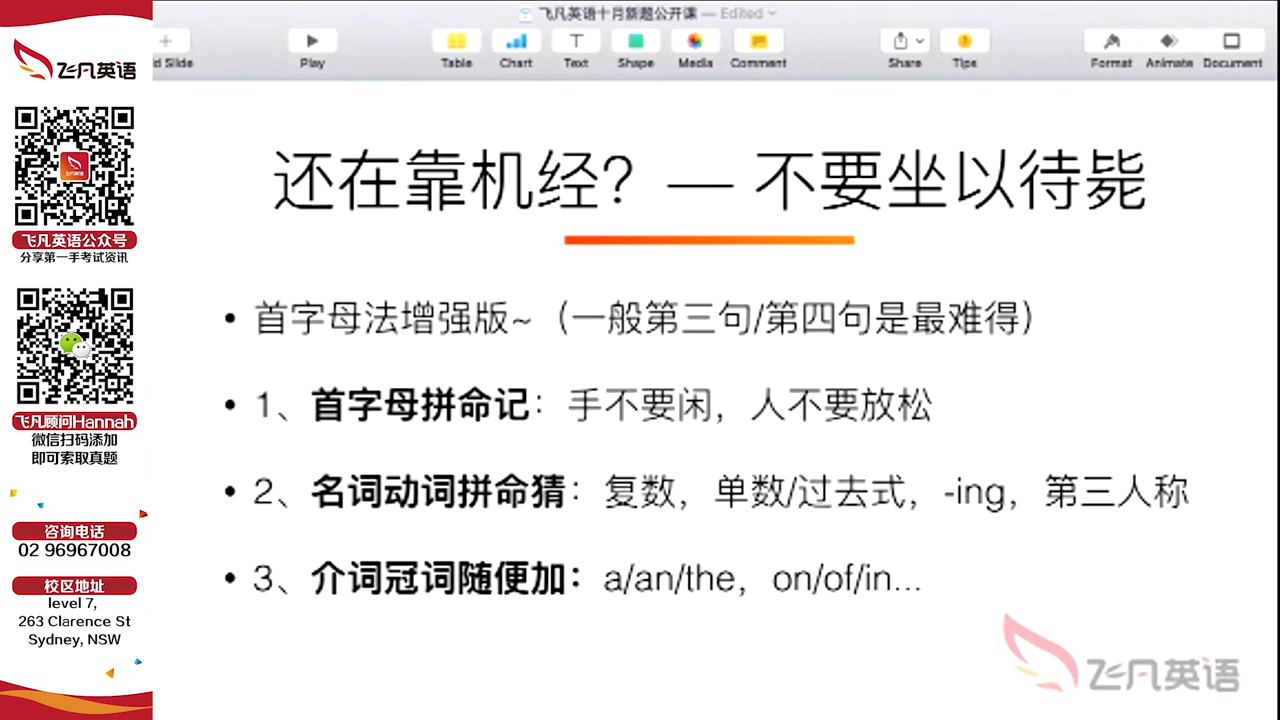 飞凡英语
飞凡英语公众号
分享第一手考试资讯
飞凡顾问Hannah
微信扫码添加
即可索取真题
咨询电话
02 96967008
校区地址
level 7,
263 Clarence St
Sydney, NSW
飞凡英语十月新题公开课 — Edited
d Slide
Play
Table
Chart
Text
Shape
Media
Comment
Share
Tips
Format
Animate
Document
还在靠机经？— 不要坐以待毙
• 首字母法增强版~（一般第三句/第四句是最难得）
• 1、首字母拼命记：手不要闲，人不要放松
• 2、名词动词拼命猜：复数，单数/过去式，-ing，第三人称
• 3、介词冠词随便加：a/an/the，on/of/in...
飞凡英语